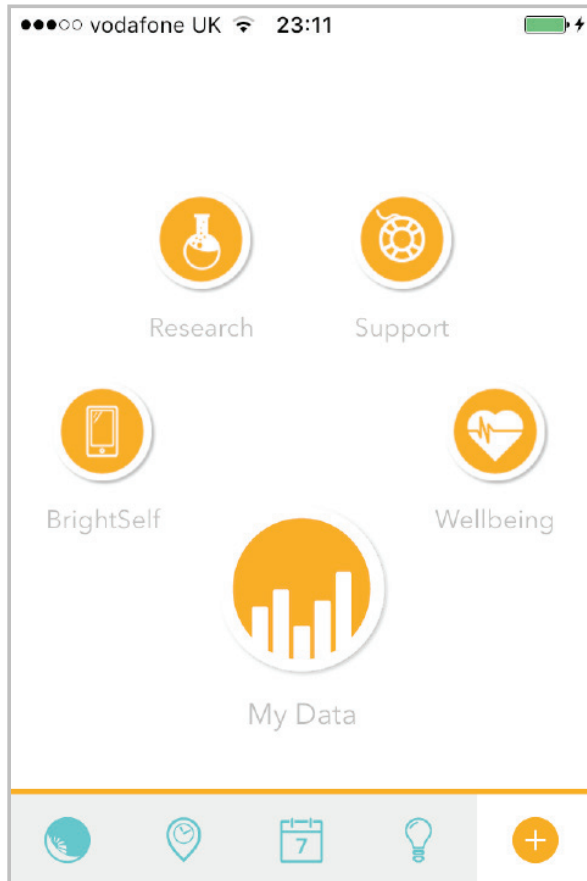 ●●●○○ vodafone UK 23:11
Research Support
BrightSelf Wellbeing
My Data
7